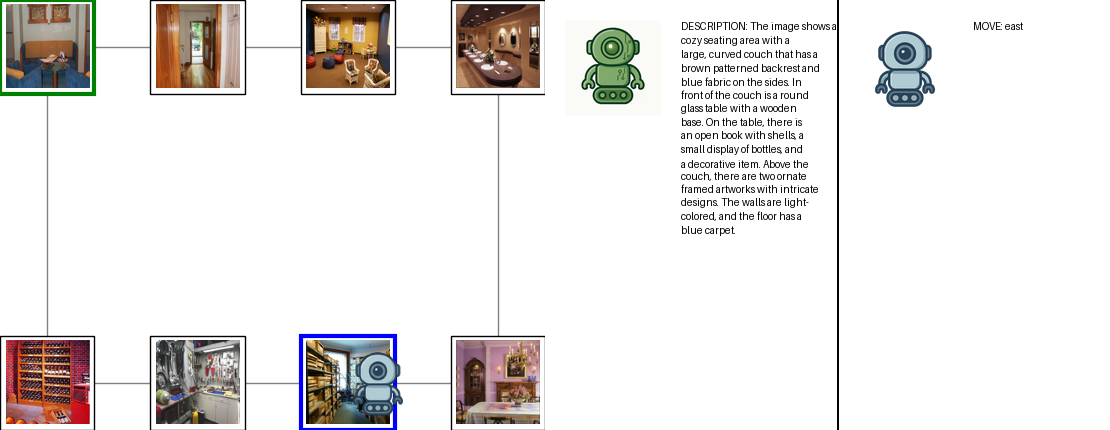 DESCRIPTION: The image shows a
cozy seating area with a
large, curved couch that has a
brown patterned backrest and
blue fabric on the sides. In
front of the couch is a round
glass table with a wooden
base. On the table, there is
an open book with shells, a
small display of bottles, and
a decorative item. Above the
couch, there are two ornate
framed artworks with intricate
designs. The walls are light-
colored, and the floor has a
blue carpet.
MOVE: east